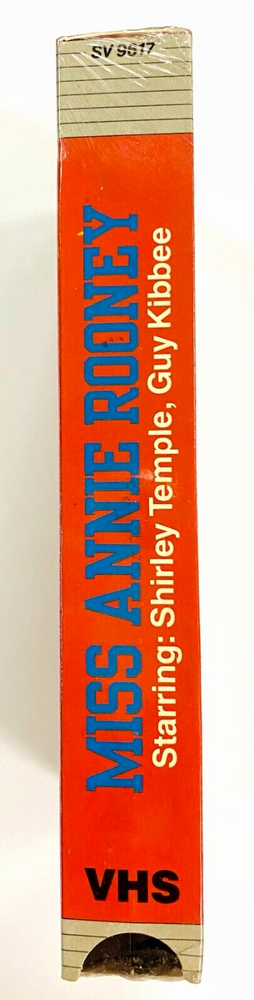 SV 9617
MISS ANNIE ROONEY
Starring: Shirley Temple, Guy Kibbee
VHS